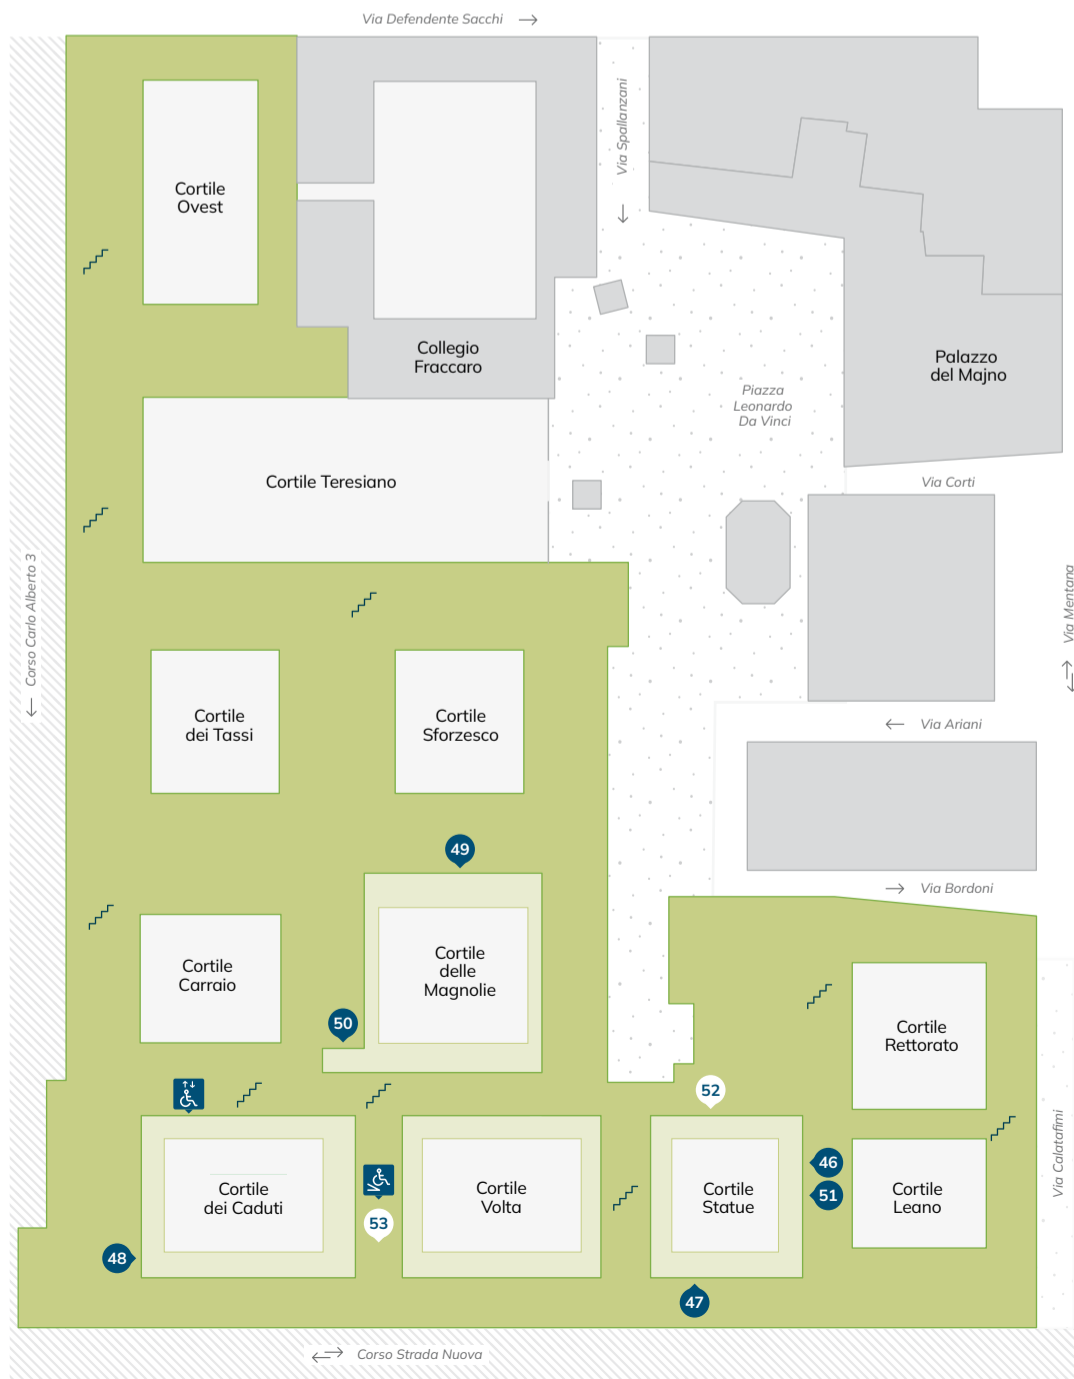 Via Defendente Sacchi
Via Spallanzani
Cortile
Ovest
Collegio
Fraccaro
Palazzo
del Majno
Piazza
Leonardo
Da Vinci
Cortile Teresiano
Via Corti
Corso Carlo Alberto 3
Via Mentana
Cortile
dei Tassi
Cortile
Sforzesco
Via Ariani
49
Via Bordoni
Cortile
Carraio
Cortile
delle
Magnolie
50
Cortile
Rettorato
52
Via Calatafimi
Cortile
dei Caduti
53
Cortile
Volta
Cortile
Statue
46
51
Cortile
Leano
48
47
Corso Strada Nuova